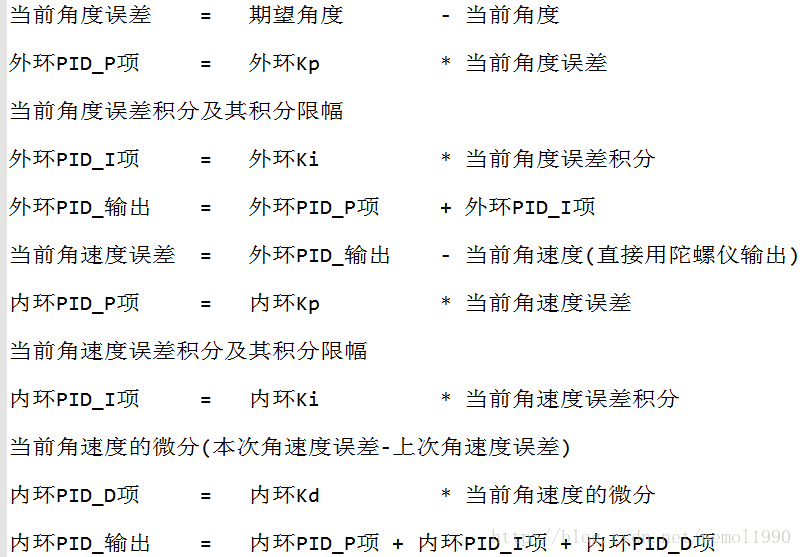 当前角度误差 = 期望角度 - 当前角度
外环PID_P项 = 外环Kp * 当前角度误差
当前角度误差积分及其积分限幅
外环PID_I项 = 外环Ki * 当前角度误差积分
外环PID_输出 = 外环PID_P项 + 外环PID_I项
当前角速度误差 = 外环PID_输出 - 当前角速度(直接用陀螺仪输出)
内环PID_P项 = 内环Kp * 当前角速度误差
当前角速度误差积分及其积分限幅
内环PID_I项 = 内环Ki * 当前角速度误差积分
当前角速度的微分(本次角速度误差-上次角速度误差)
内环PID_D项 = 内环Kd * 当前角速度的微分
内环PID_输出 = 内环PID_P项 + 内环PID_I项 + 内环PID_D项